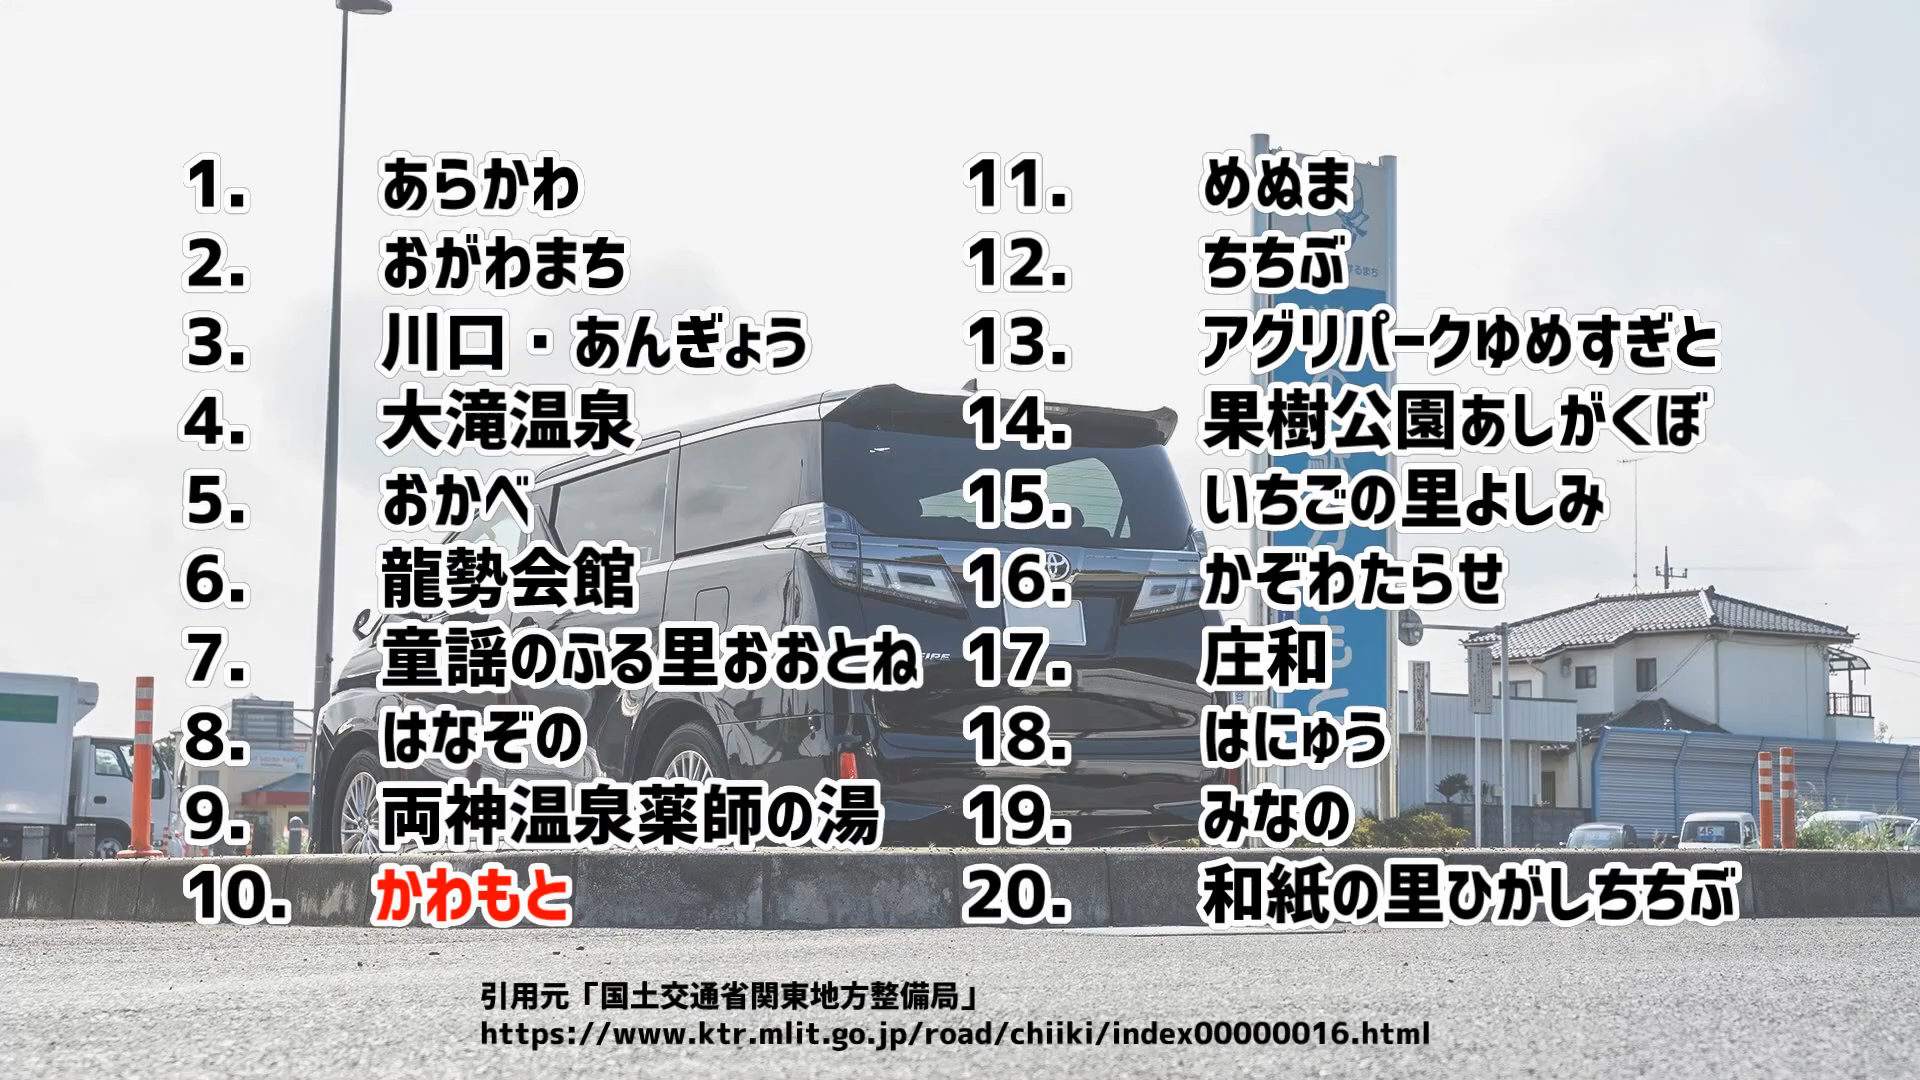 1. あらかわ
2. おがわまち
3. 川口・あんぎょう
4. 大滝温泉
5. おかべ
6. 龍勢会館
7. 童謡のふる里おおとね
8. はなぞの
9. 両神温泉薬師の湯
10. かわもと
11. めぬま
12. ちちぶ
13. アグリパークゆめすぎと
14. 果樹公園あしがくぼ
15. いちごの里よしみ
16. かぞわたらせ
17. 庄和
18. はにゅう
19. みなの
20. 和紙の里ひがしちちぶ
引用元「国土交通省関東地方整備局」
https://www.ktr.mlit.go.jp/road/chiiki/index00000016.html